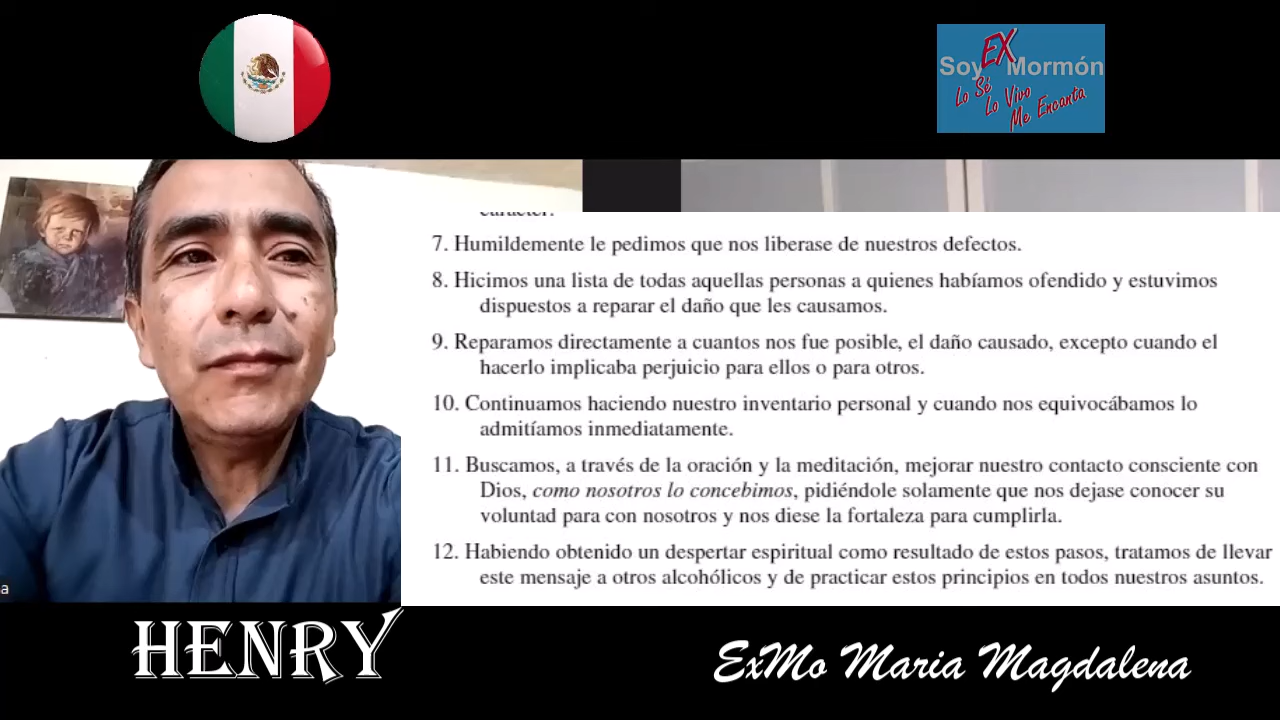 EX
Soy Mormón
Lo Sé
Lo Vivo
Me Encanta
carácter.
7. Humildemente le pedimos que nos liberase de nuestros defectos.
8. Hicimos una lista de todas aquellas personas a quienes habíamos ofendido y estuvimos
dispuestos a reparar el daño que les causamos.
9. Reparamos directamente a cuantos nos fue posible, el daño causado, excepto cuando el
hacerlo implicaba perjuicio para ellos o para otros.
10. Continuamos haciendo nuestro inventario personal y cuando nos equivocábamos lo
admitíamos inmediatamente.
11. Buscamos, a través de la oración y la meditación, mejorar nuestro contacto consciente con
Dios, como nosotros lo concebimos, pidiéndole solamente que nos dejase conocer su
voluntad para con nosotros y nos diese la fortaleza para cumplirla.
12. Habiendo obtenido un despertar espiritual como resultado de estos pasos, tratamos de llevar
este mensaje a otros alcohólicos y de practicar estos principios en todos nuestros asuntos.
a
HENRY
ExMo Maria Magdalena